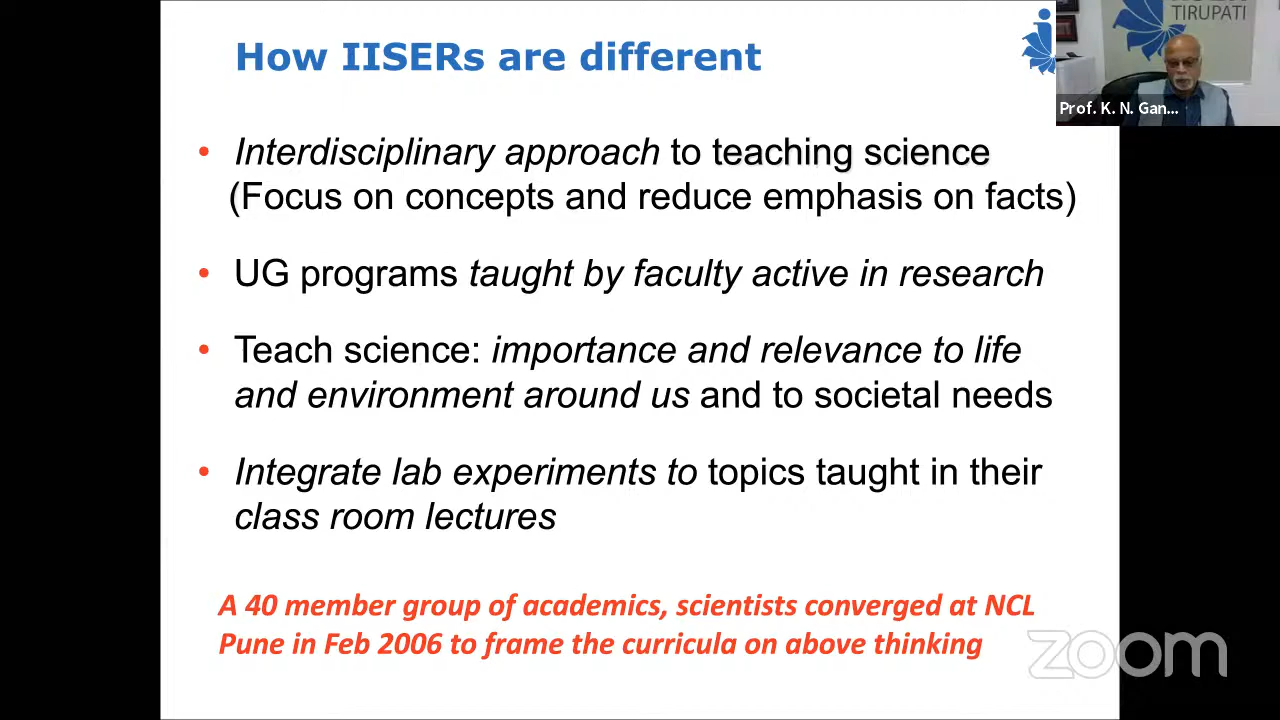 How IISERs are different
TIRUPATI
Prof. K. N. Gan...
• Interdisciplinary approach to teaching science
(Focus on concepts and reduce emphasis on facts)
• UG programs taught by faculty active in research
• Teach science: importance and relevance to life
and environment around us and to societal needs
• Integrate lab experiments to topics taught in their
class room lectures
A 40 member group of academics, scientists converged at NCL
Pune in Feb 2006 to frame the curricula on above thinking
zoom